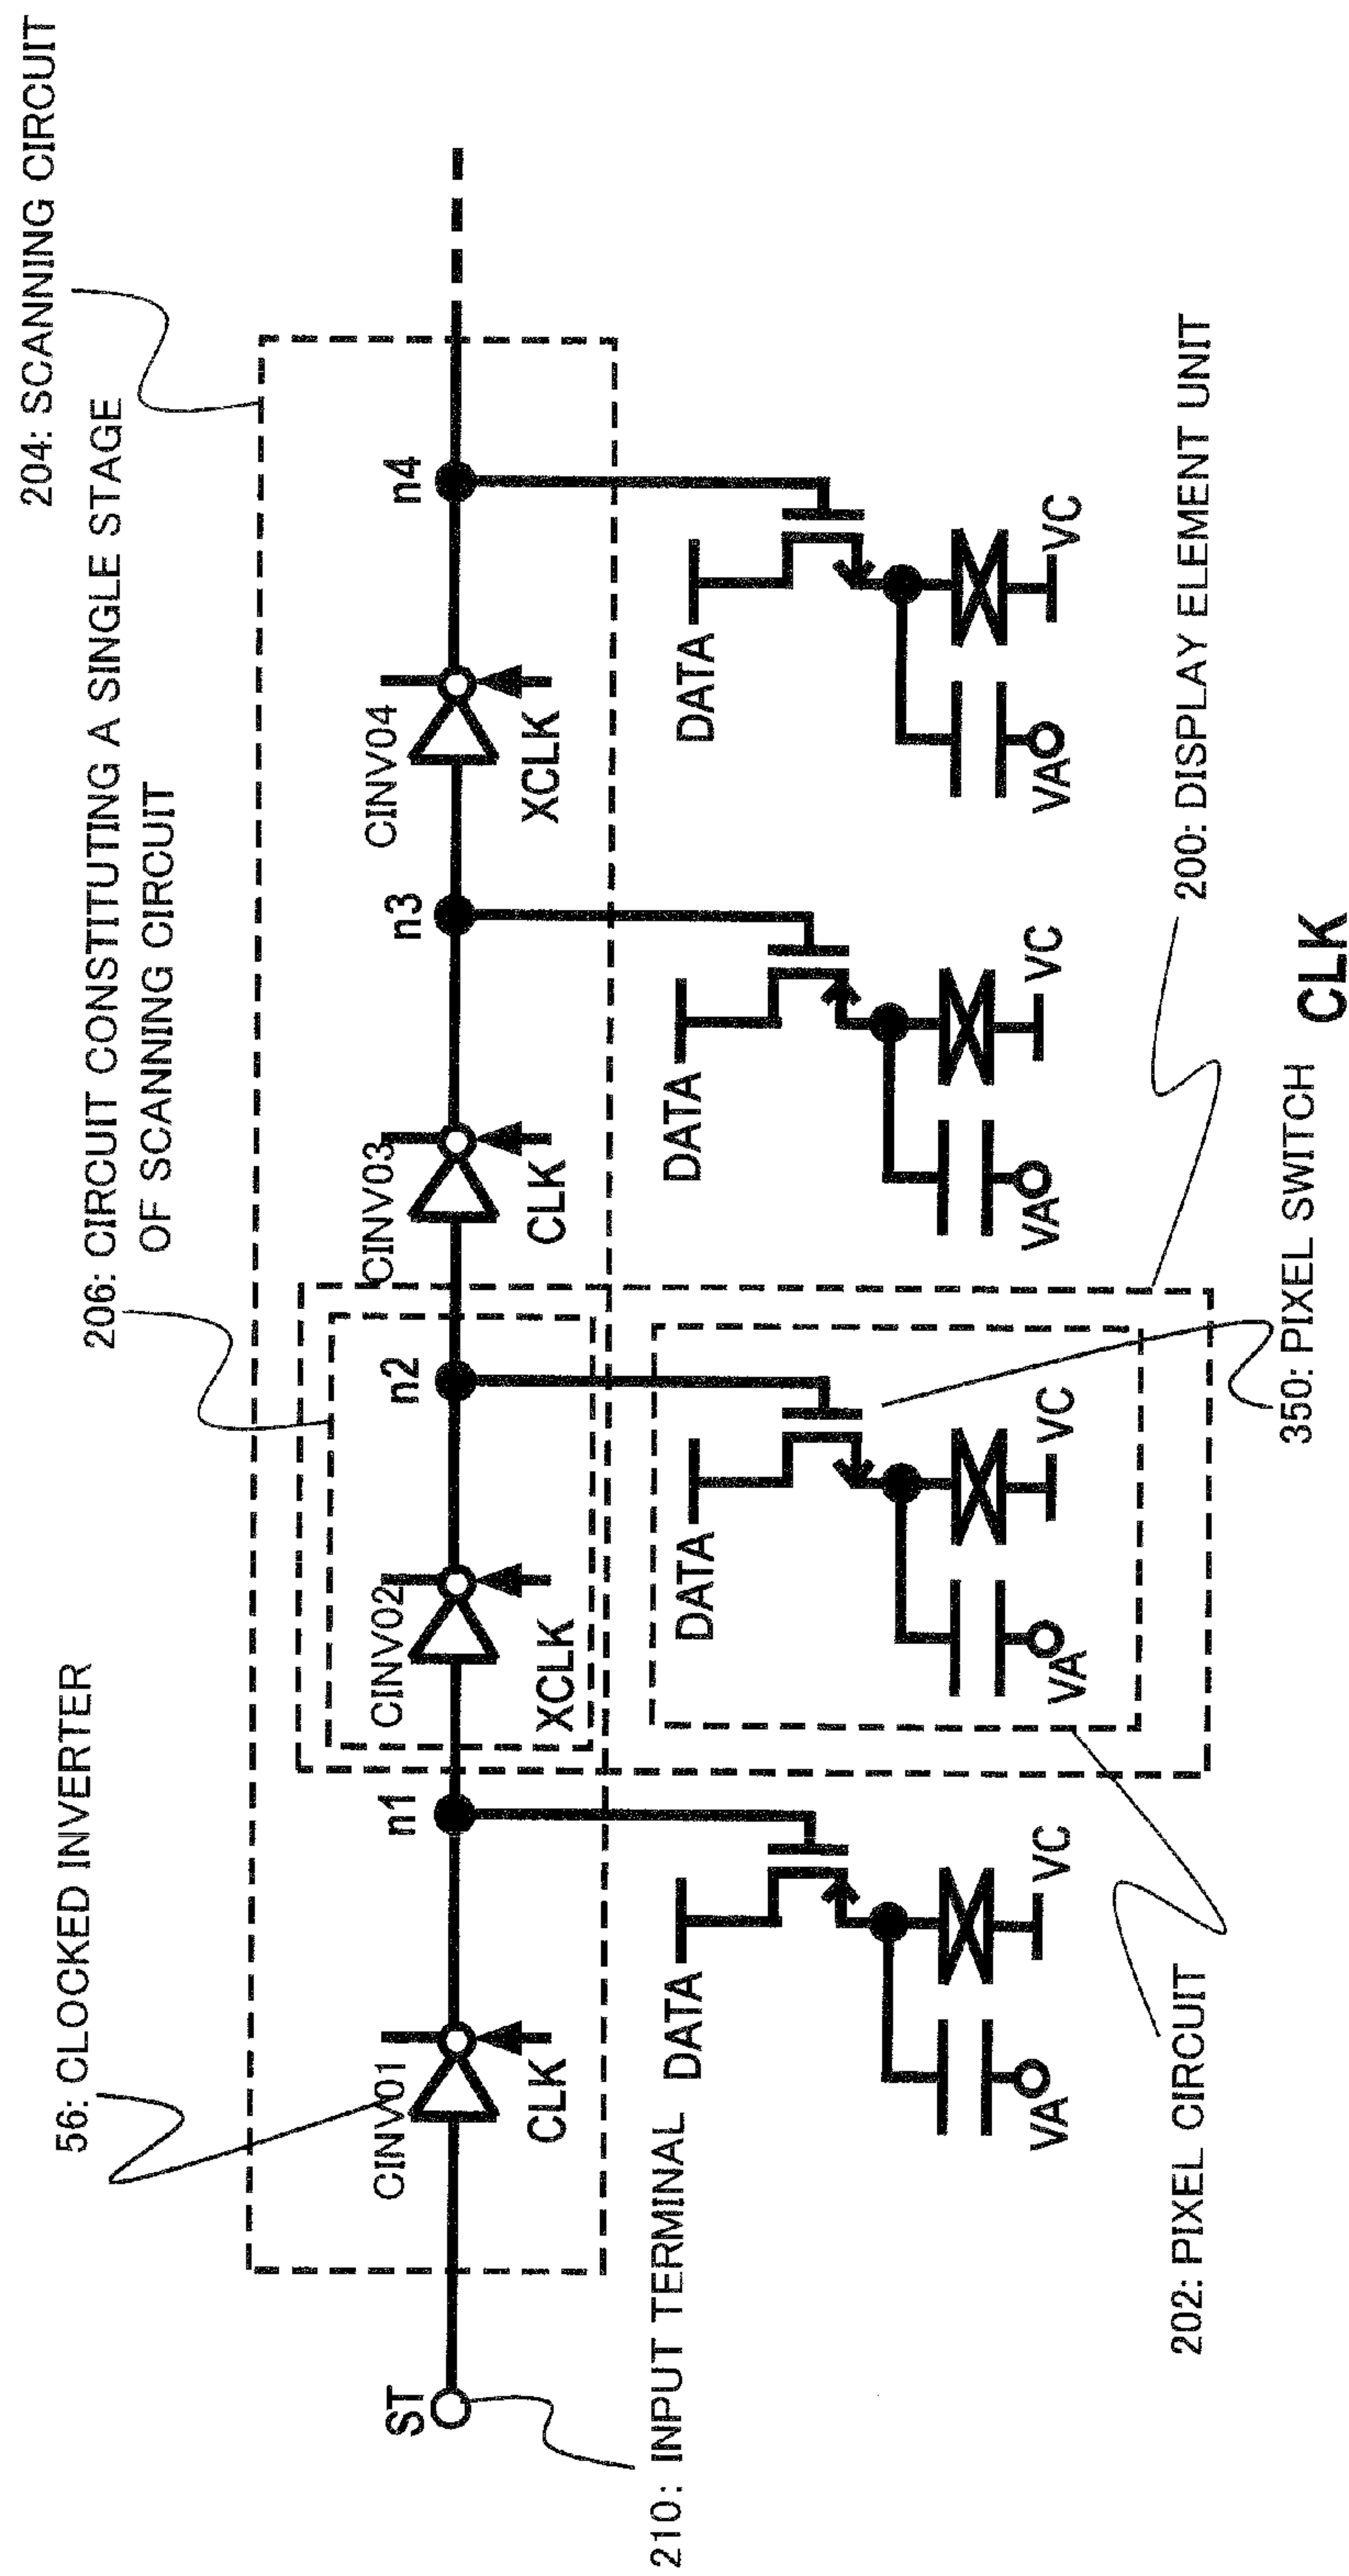 204: SCANNING CIRCUIT
206: CIRCUIT CONSTITUTING A SINGLE STAGE
OF SCANNING CIRCUIT
56: CLOCKED INVERTER
ST
CINV01
n1
CINV02
n2
CINV03
n3
CINV04
n4
CLK
XCLK
CLK
XCLK
210: INPUT TERMINAL
DATA
DATA
DATA
DATA
VA
VC
VA
VC
VA
VC
VA
VC
202: PIXEL CIRCUIT
200: DISPLAY ELEMENT UNIT
350: PIXEL SWITCH
CLK